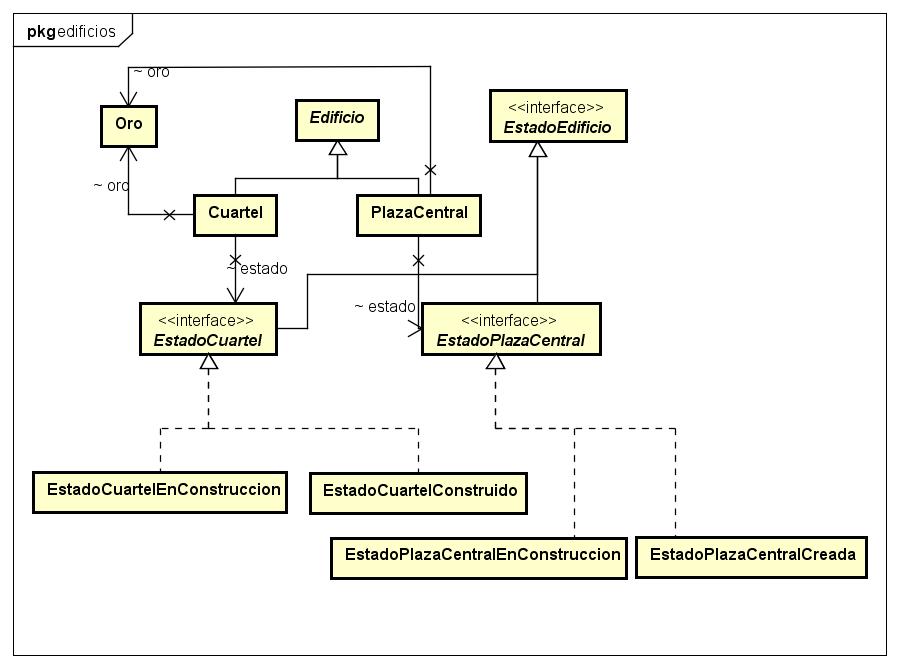 pkg edificios
~ oro
<<interface>>
EstadoEdificio
Edificio
Oro
~ oro
Cuartel
PlazaCentral
~ estado
~ estado
<<interface>>
EstadoCuartel
<<interface>>
EstadoPlazaCentral
EstadoCuartelEnConstruccion
EstadoCuartelConstruido
EstadoPlazaCentralEnConstruccion
EstadoPlazaCentralCreada